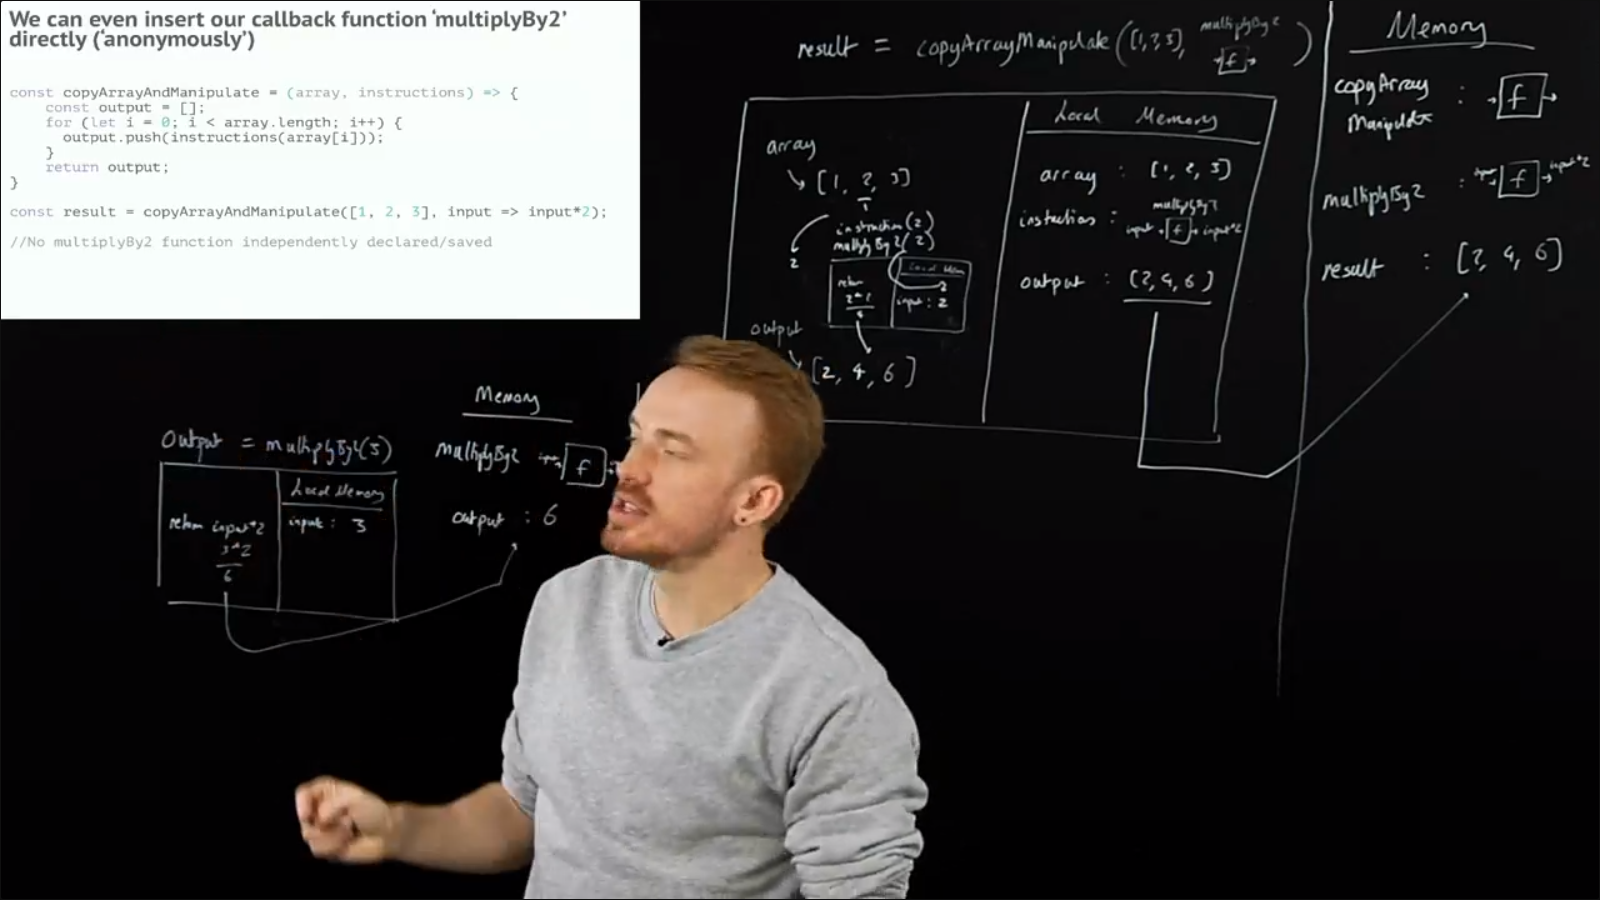 We can even insert our callback function ‘multiplyBy2’
directly (‘anonymously’)
const copyArrayAndManipulate = (array, instructions) => {
const output = [];
for (let i = 0; i < array.length; i++) {
output.push(instructions(array[i]));
}
return output;
}
const result = copyArrayAndManipulate([1, 2, 3], input => input*2);
//No multiplyBy2 function independently declared/saved
result = copyArrayManipulate ([1,2,3], multiplyBy2
f )
array
[1, 2, 3]
instruction(2)
multiplyBy2(2)
2
Local Mem
return
2*2
input : 2
output
[2, 4, 6]
Local Memory
array : [1, 2, 3]
multiplyBy2
input f input*2
output : [2, 4, 6]
Memory
copyArray
: f
multiplyBy2 : input f input*2
result : [2, 4, 6]
Output = multiplyBy2(3)
Local Memory
return input*2
input : 3
3*2
6
Memory
multiplyBy2 input f
output : 6